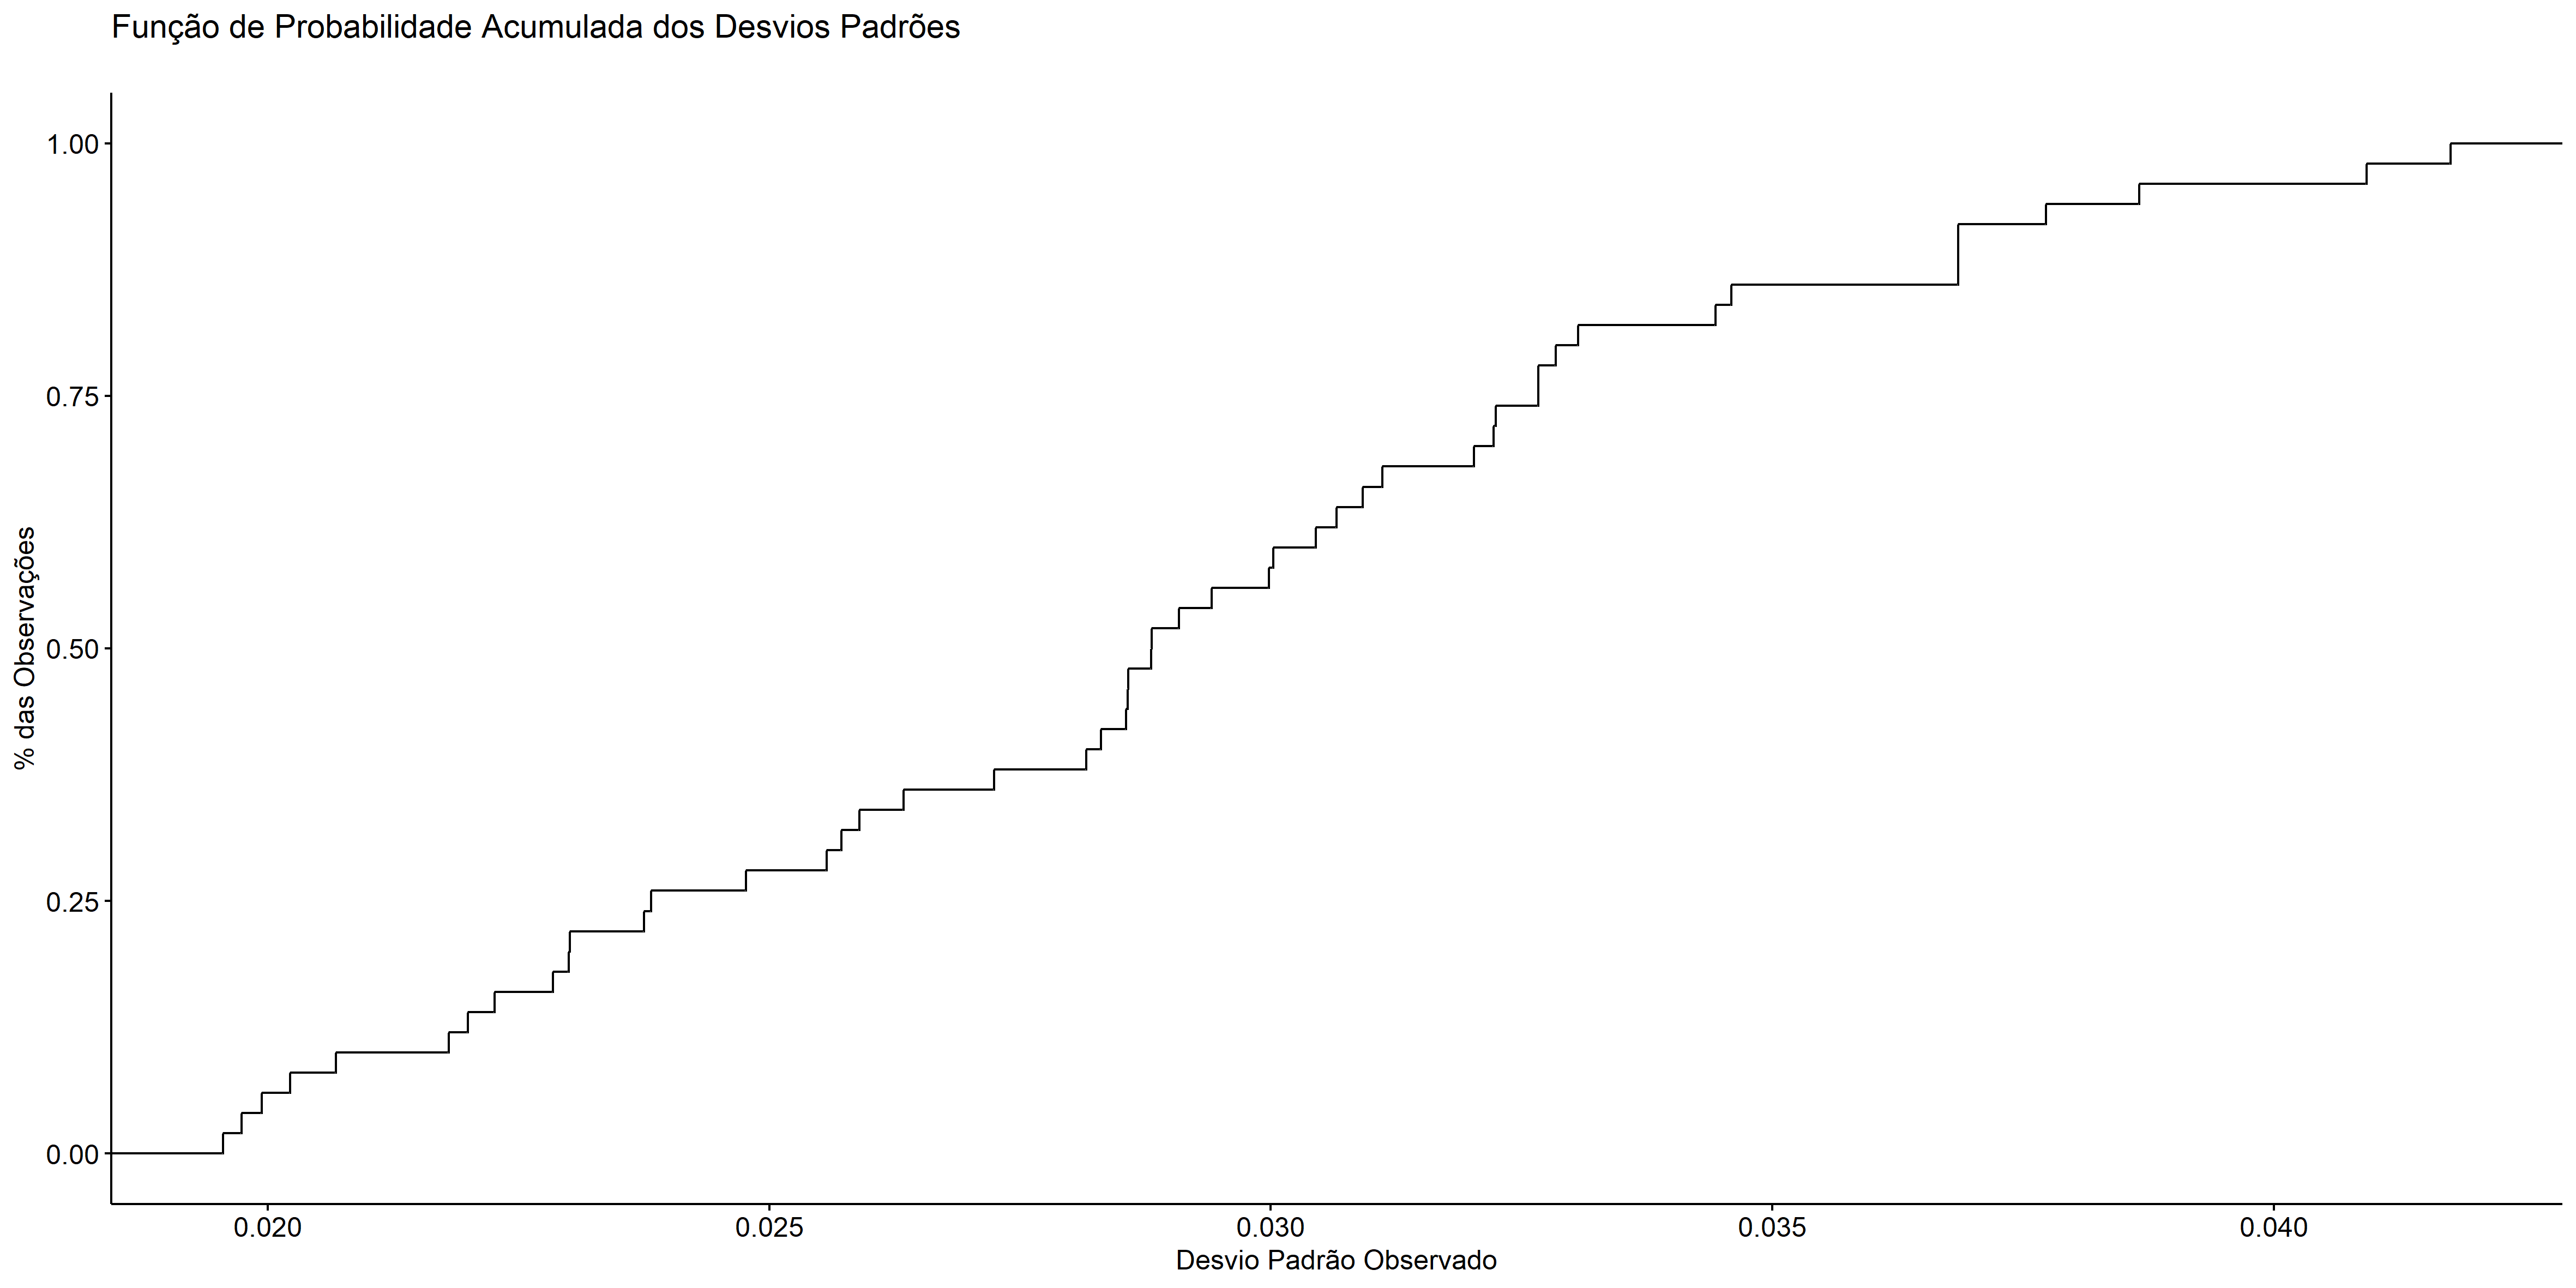 Função de Probabilidade Acumulada dos Desvios Padrões
1.00
0.75
0.50
0.25
0.00
% das Observações
0.020 0.025 0.030 0.035 0.040
Desvio Padrão Observado